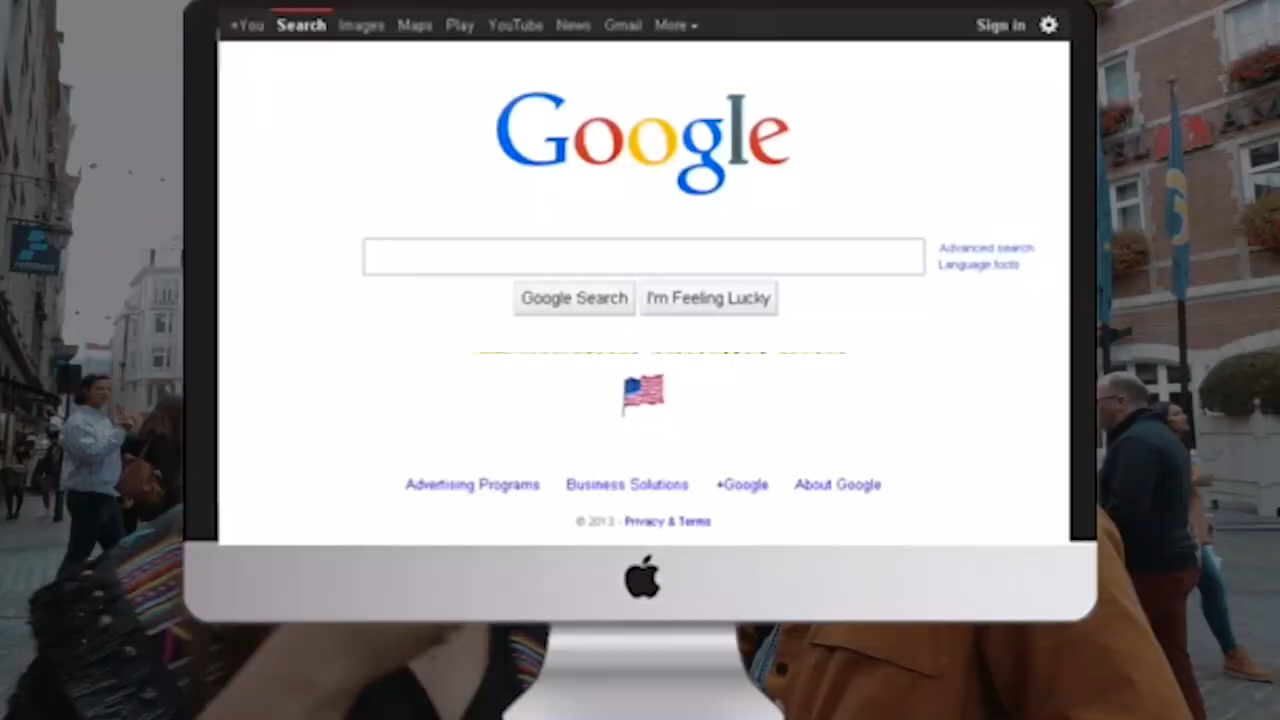 +You Search Images Maps Play YouTube News Gmail More
Sign in
Google
Advanced search
Language tools
Google Search I'm Feeling Lucky
Advertising Programs Business Solutions +Google About Google
© 2013 - Privacy & Terms